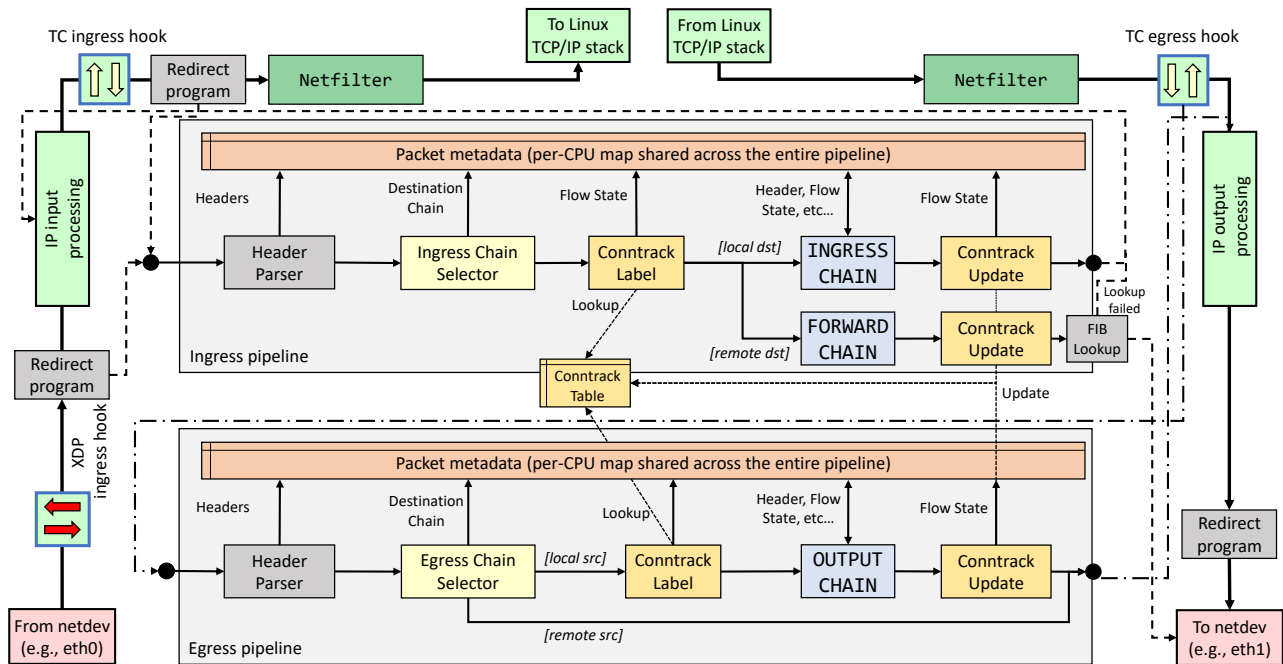 To Linux
TCP/IP stack
From Linux
TCP/IP stack
TC ingress hook
TC egress hook
Redirect
program
Netfilter
Netfilter
Packet metadata (per-CPU map shared across the entire pipeline)
IP input
processing
IP output
processing
Headers
Destination
Chain
Flow State
Header, Flow
State, etc...
Flow State
Header
Parser
Ingress Chain
Selector
Conntrack
Label
[local dst]
INGRESS
CHAIN
Conntrack
Update
Lookup
Lookup
failed
[remote dst]
FORWARD
CHAIN
Conntrack
Update
FIB
Lookup
Ingress pipeline
Redirect
program
Conntrack
Table
Update
XDP
ingress hook
Packet metadata (per-CPU map shared across the entire pipeline)
Headers
Destination
Chain
Lookup
Header, Flow
State, etc...
Flow State
Header
Parser
Egress Chain
Selector
[local src]
Conntrack
Label
OUTPUT
CHAIN
Conntrack
Update
Redirect
program
[remote src]
Egress pipeline
From netdev
(e.g., eth0)
To netdev
(e.g., eth1)